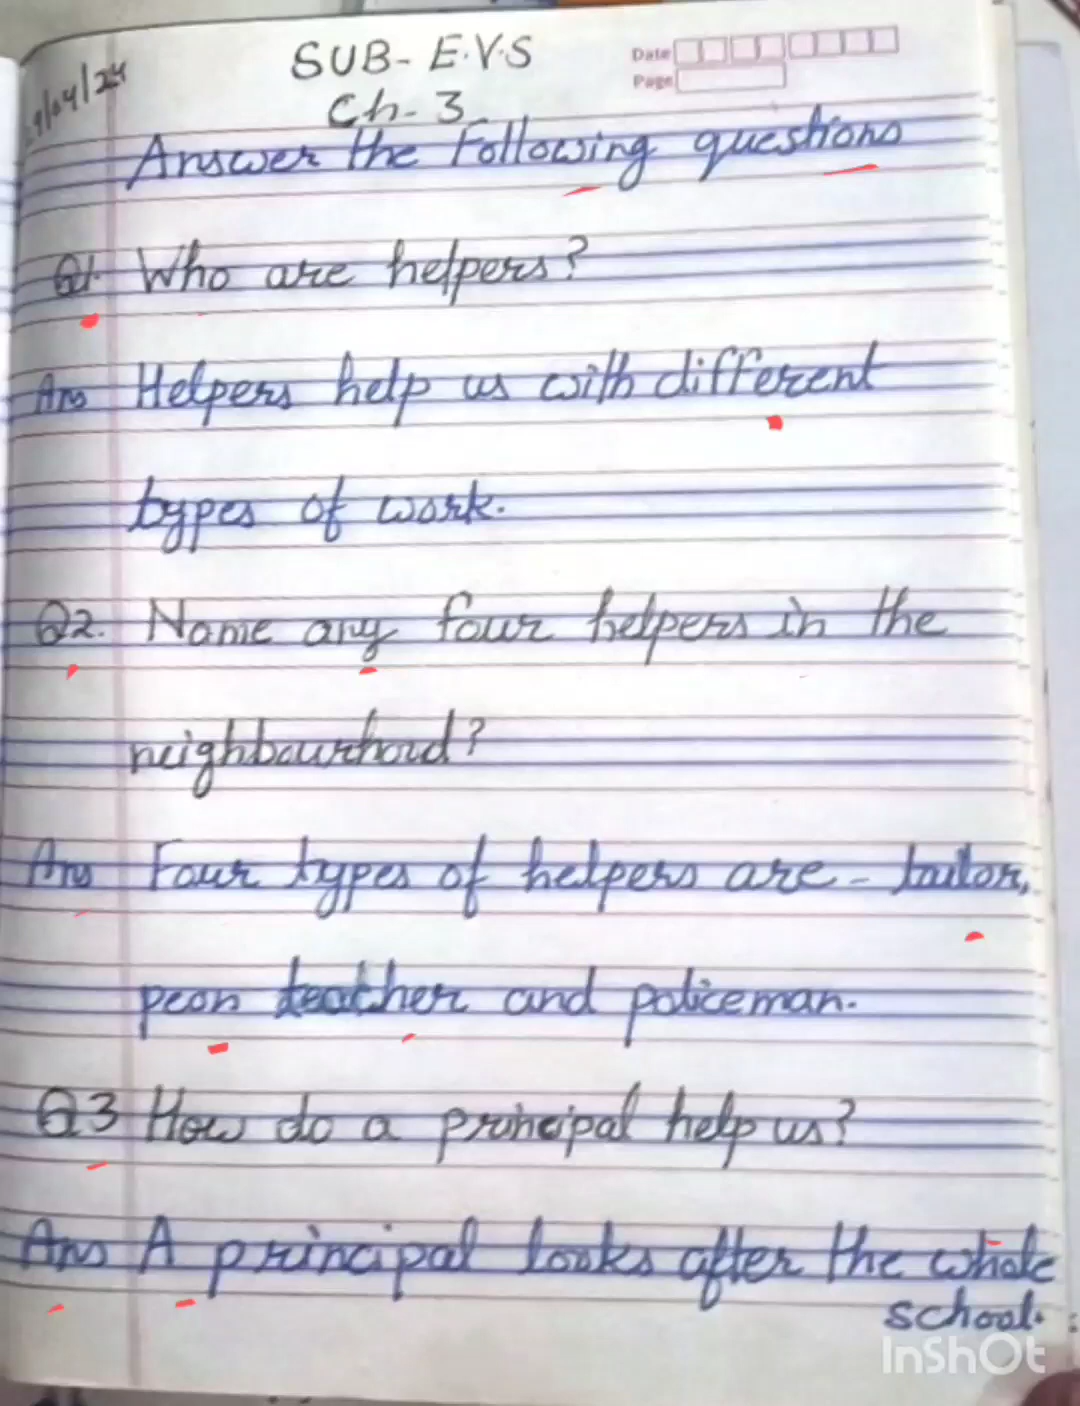 SUB- E.V.S
Date
Page
/04/24
Ch- 3
Answer the Following questions
Q1. Who are helpers?
Ans Helpers help us with different
types of work.
Q2. Name any four helpers in the
neighbourhood?
Ans Four types of helpers are - tailor,
peon teacher and policeman.
Q3 How do a principal help us?
Ans A principal looks after the whole
school.
InShOt